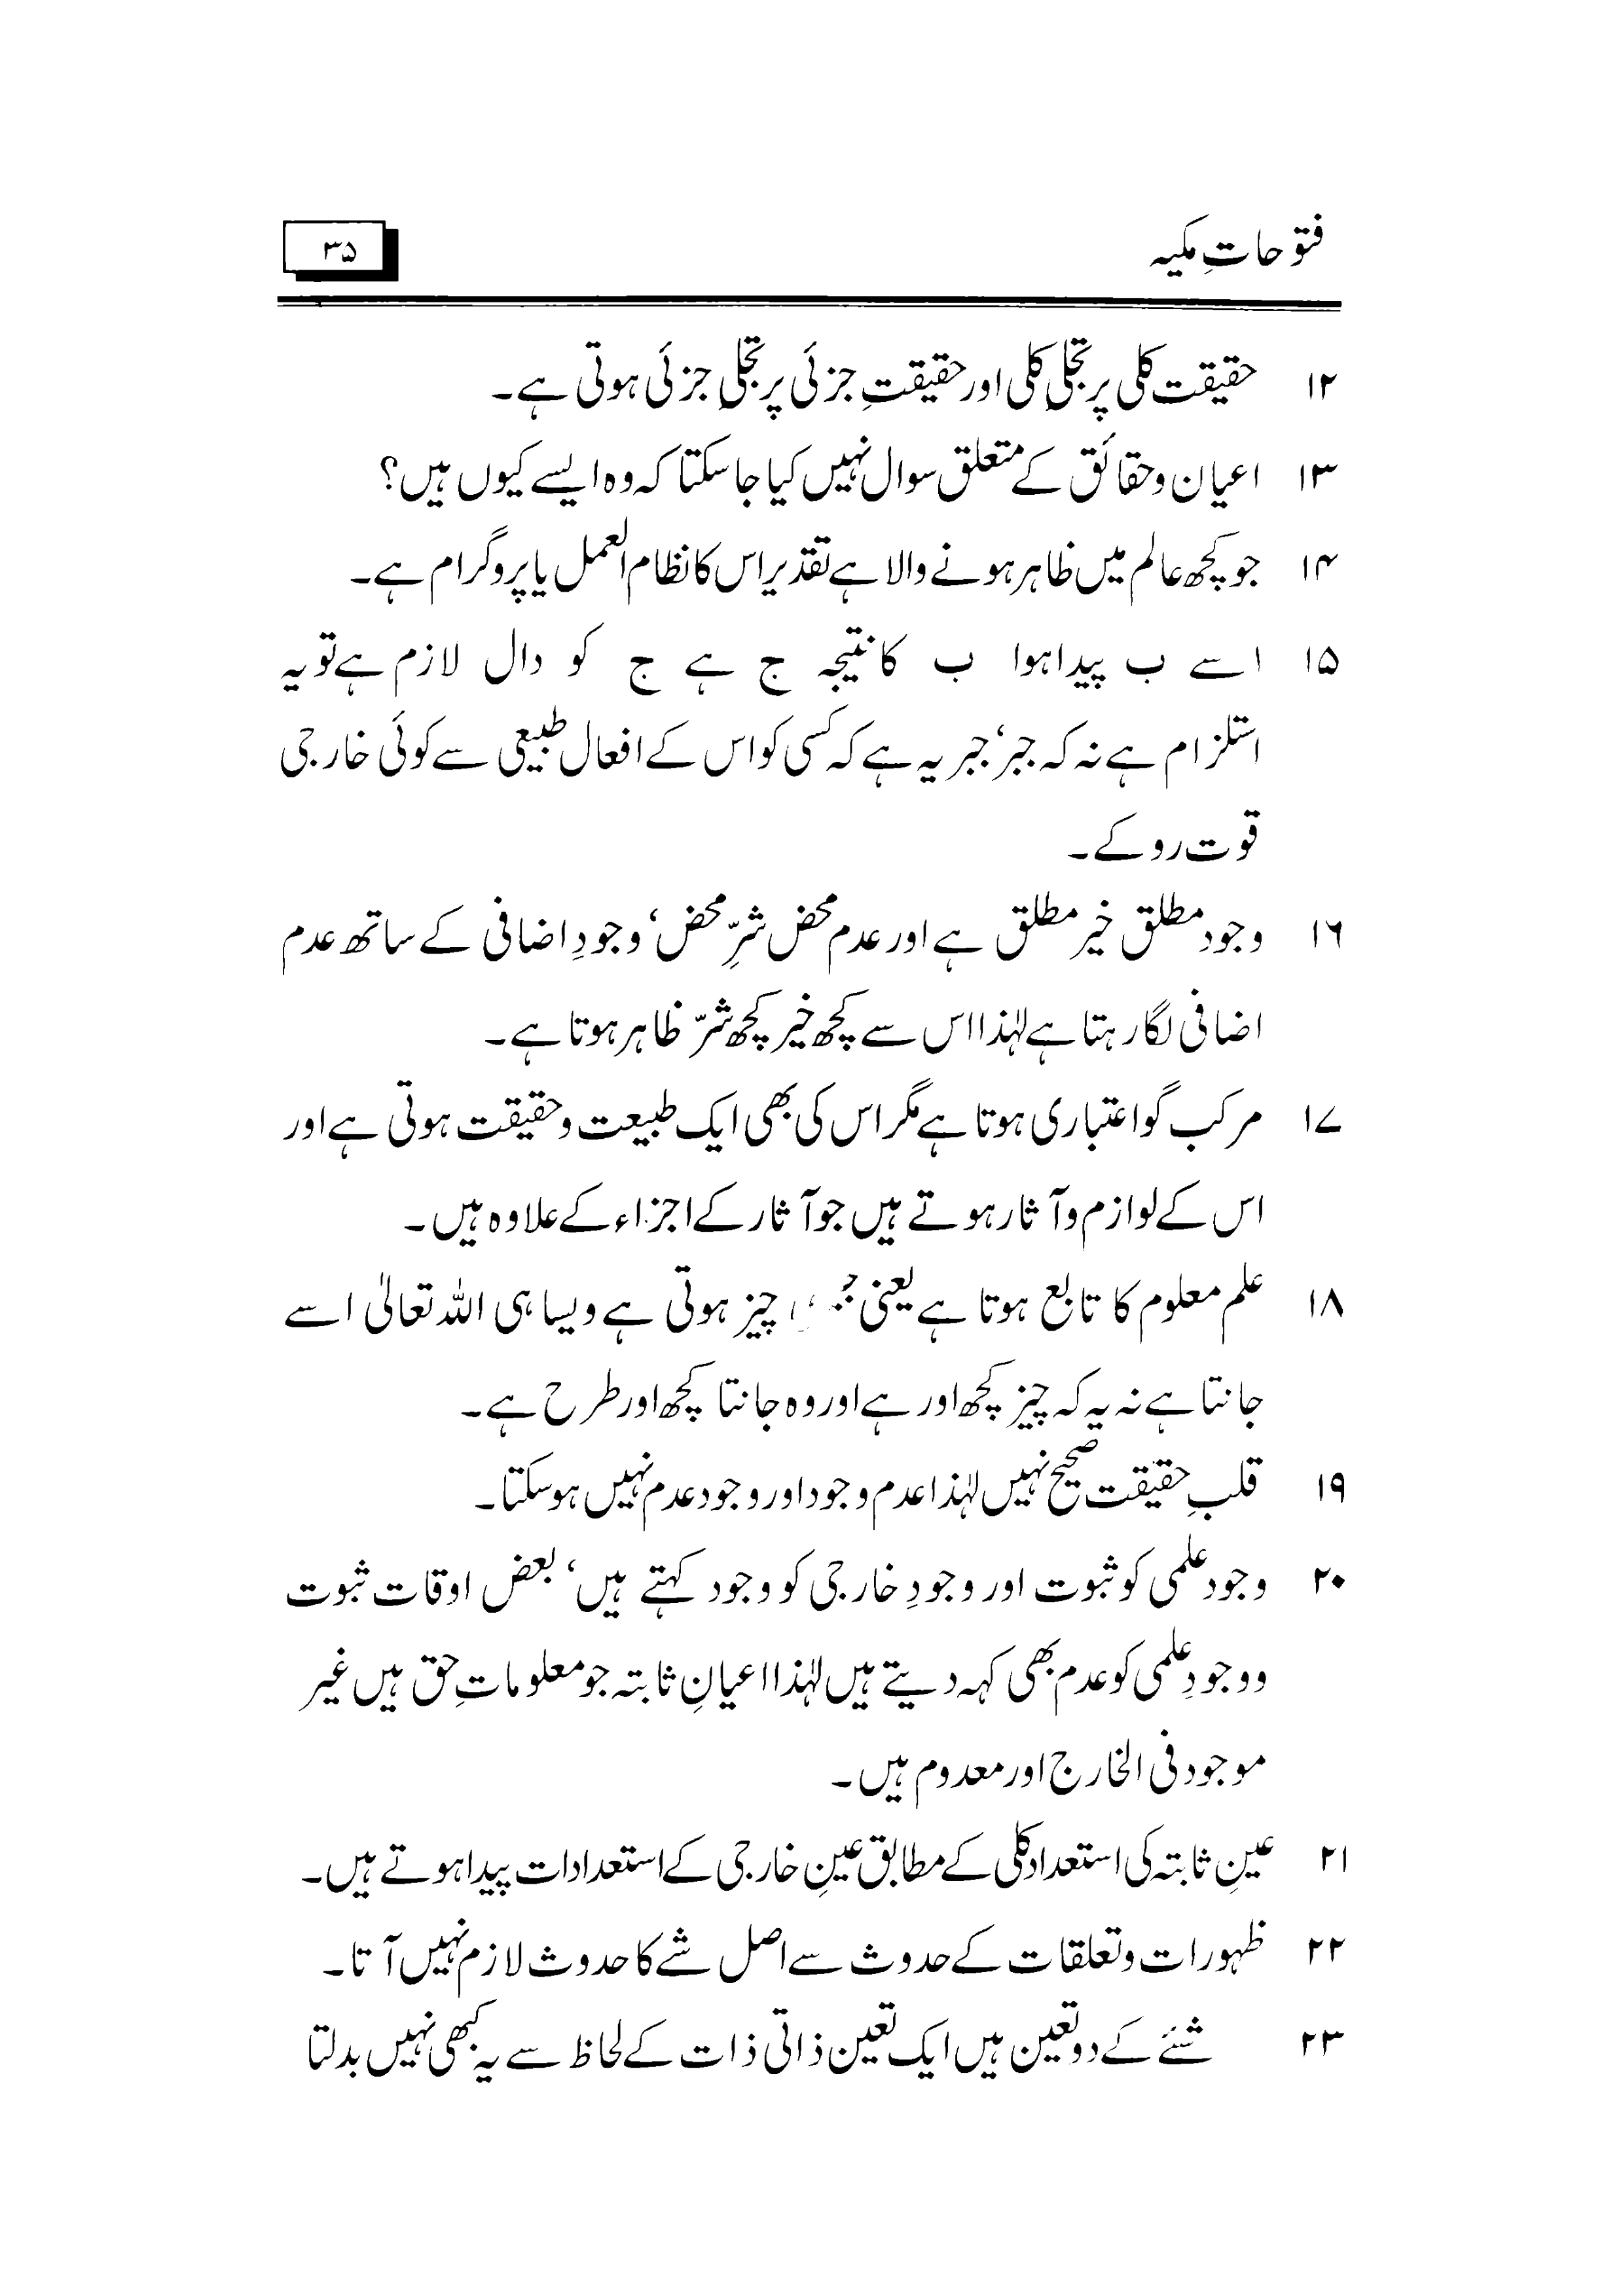 فتوحاتِ مکیہ
۳۵
۱۲ حقیقت کلی پر تجلیِ کلی اور حقیقتِ جزئی پر تجلیِ جزئی ہوتی ہے۔
۱۳ اعیان وحقائق کے متعلق سوال نہیں کیا جا سکتا کہ وہ ایسے کیوں ہیں؟
۱۴ جو کچھ عالم میں ظاہر ہونے والا ہے تقدیر اس کا نظام العمل یا پروگرام ہے۔
۱۵ ا سے ب پیدا ہوا ب کا نتیجہ ج ہے ج کو دال لازم ہے تو یہ
استلزام ہے نہ کہ جبر‘ جبر یہ ہے کہ کسی کو اس کے افعال طبیعی سے کوئی خارجی
قوت روکے۔
۱۶ وجود مطلق خیر مطلق ہے اور عدم محض شرِّ محض‘ وجودِ اضافی کے ساتھ عدم
اضافی لگا رہتا ہے لہٰذا اس سے کچھ خیر کچھ شرّ ظاہر ہوتا ہے۔
۱۷ مرکب گو اعتباری ہوتا ہے مگر اس کی بھی ایک طبیعت و حقیقت ہوتی ہے اور
اس کے لوازم و آثار ہوتے ہیں جو آثار کے اجزاء کے علاوہ ہیں۔
۱۸ علم معلوم کا تابع ہوتا ہے یعنی چیز ہوتی ہے ویسا ہی اللہ تعالیٰ اسے
جانتا ہے نہ یہ کہ چیز کچھ اور ہے اور وہ جانتا کچھ اور طرح ہے۔
۱۹ قلبِ حقیقت صحیح نہیں لہٰذا عدم وجود اور وجود عدم نہیں ہو سکتا۔
۲۰ وجود علمی کو ثبوت اور وجودِ خارجی کو وجود کہتے ہیں‘ بعض اوقات ثبوت
و وجودِ علمی کو عدم بھی کہہ دیتے ہیں لہٰذا اعیانِ ثابتہ جو معلوماتِ حق ہیں غیر
موجود فی الخارج اور معدوم ہیں۔
۲۱ عینِ ثابتہ کی استعداد کلی کے مطابق عینِ خارجی کے استعدادات پیدا ہوتے ہیں۔
۲۲ ظہورات و تعلقات کے حدوث سے اصل شے کا حدوث لازم نہیں آتا۔
۲۳ شئے کے دو تعین ہیں ایک تعین ذاتی ذات کے لحاظ سے یہ کبھی نہیں بدلتا